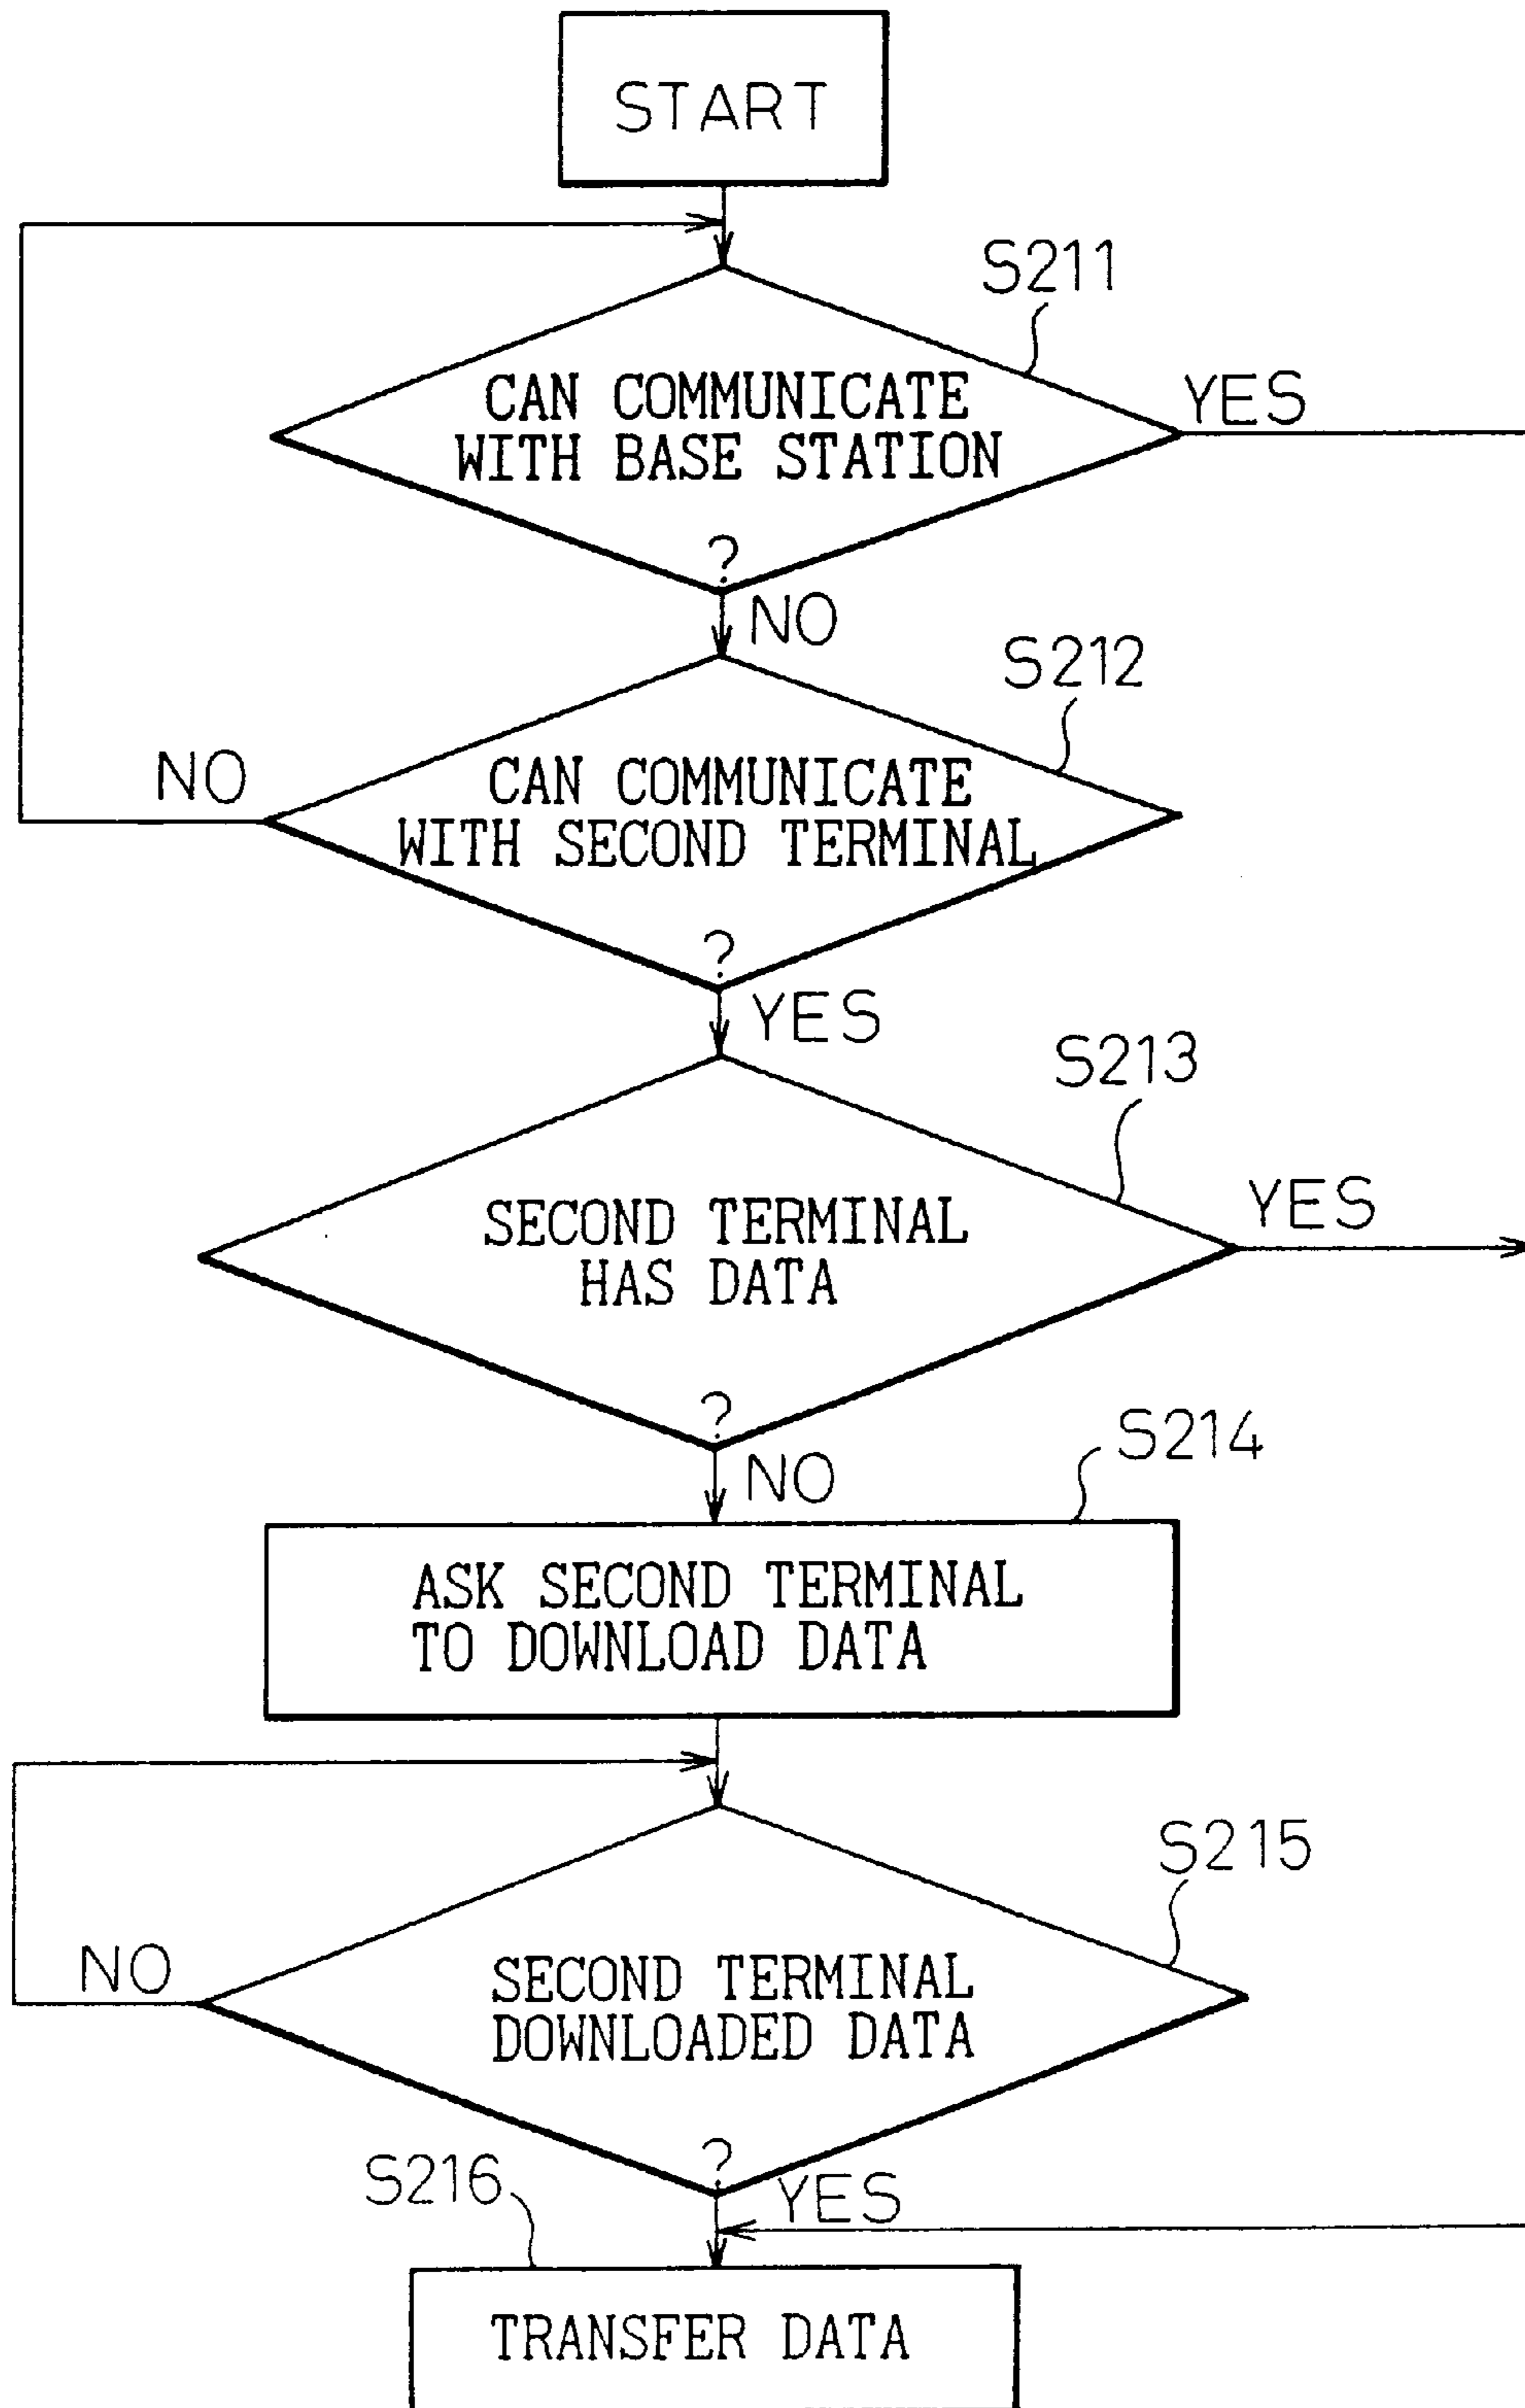 START
S211
CAN COMMUNICATE
WITH BASE STATION
?
YES
NO
S212
CAN COMMUNICATE
WITH SECOND TERMINAL
?
NO
YES
S213
SECOND TERMINAL
HAS DATA
?
YES
NO
S214
ASK SECOND TERMINAL
TO DOWNLOAD DATA
S215
SECOND TERMINAL
DOWNLOADED DATA
?
NO
YES
S216
TRANSFER DATA